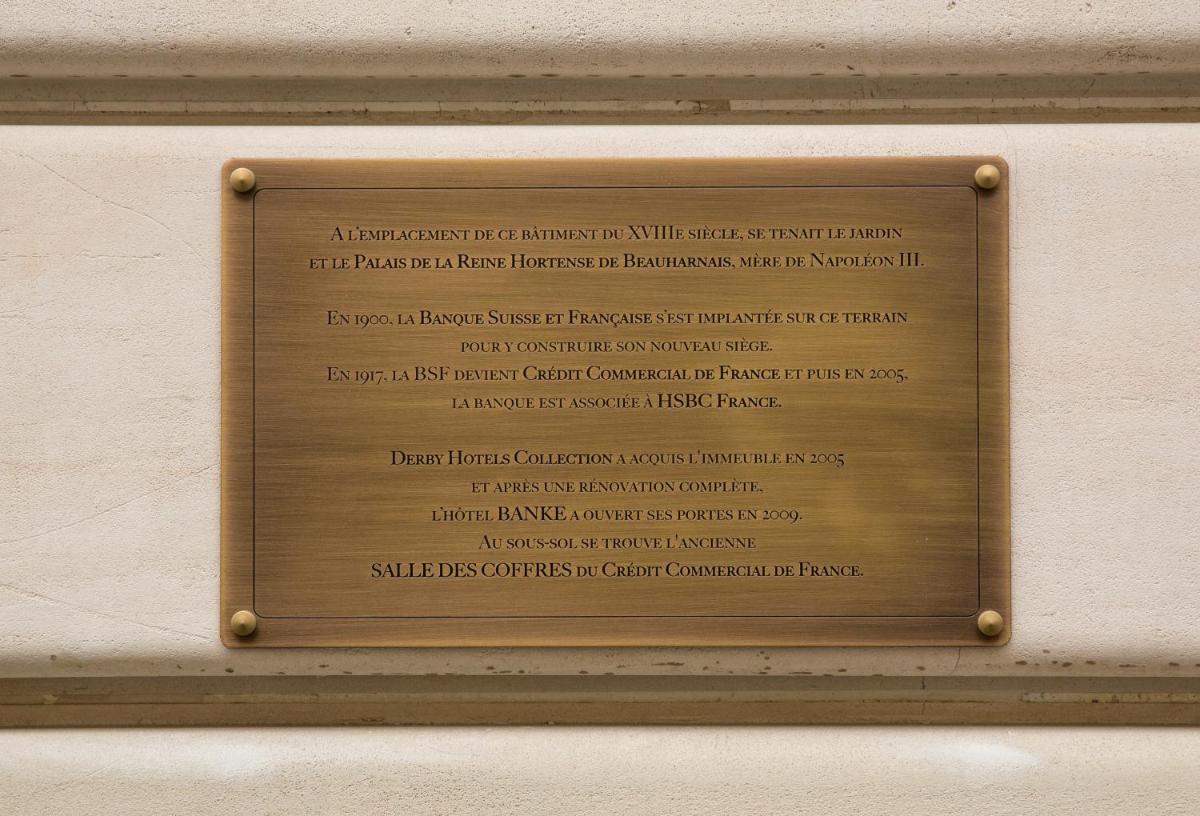 A l'emplacement de ce bâtiment du XVIIIe siècle, se tenait le jardin
et le Palais de la Reine Hortense de Beauharnais, mère de Napoléon III.
En 1900, la Banque Suisse et Française s'est implantée sur ce terrain
pour y construire son nouveau siège.
En 1917, la BSF devient Crédit Commercial de France et puis en 2005,
la banque est associée à HSBC France.
Derby Hotels Collection a acquis l'immeuble en 2005
et après une rénovation complète,
l'hôtel BANKE a ouvert ses portes en 2009.
Au sous-sol se trouve l'ancienne
SALLE DES COFFRES du Crédit Commercial de France.